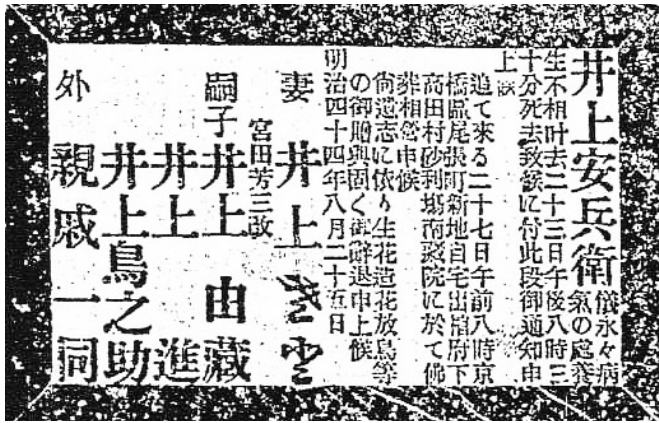 井上安兵衛儀永々病
氣の處養
生不相叶去二十三日午後八時三
十分死去致候に付此段御通知申
上候
追て來る二十七日午前八時京
橋區尾張町新地自宅出棺府下
高田村砂利場南藏院に於て佛
葬相營申候
尙遺志に依り生花造花放鳥等
の御贈與固く御辭退申上候
明治四十四年八月二十五日
妻 井上
宮田芳三改
嗣子 井上由藏
井上進
井上鳥之助
外 親戚一同